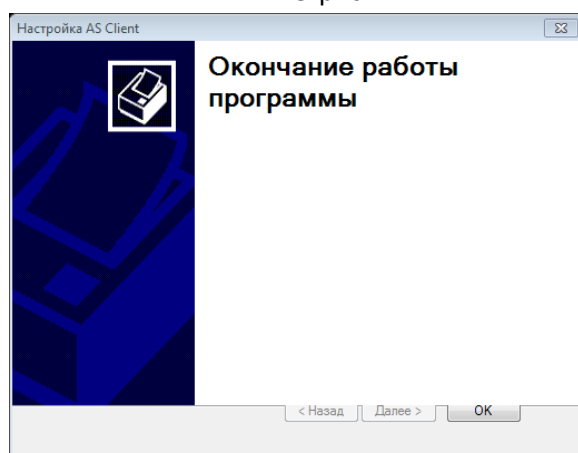 Настройка AS Client
Окончание работы
программы
< Назад
Далее >
OK